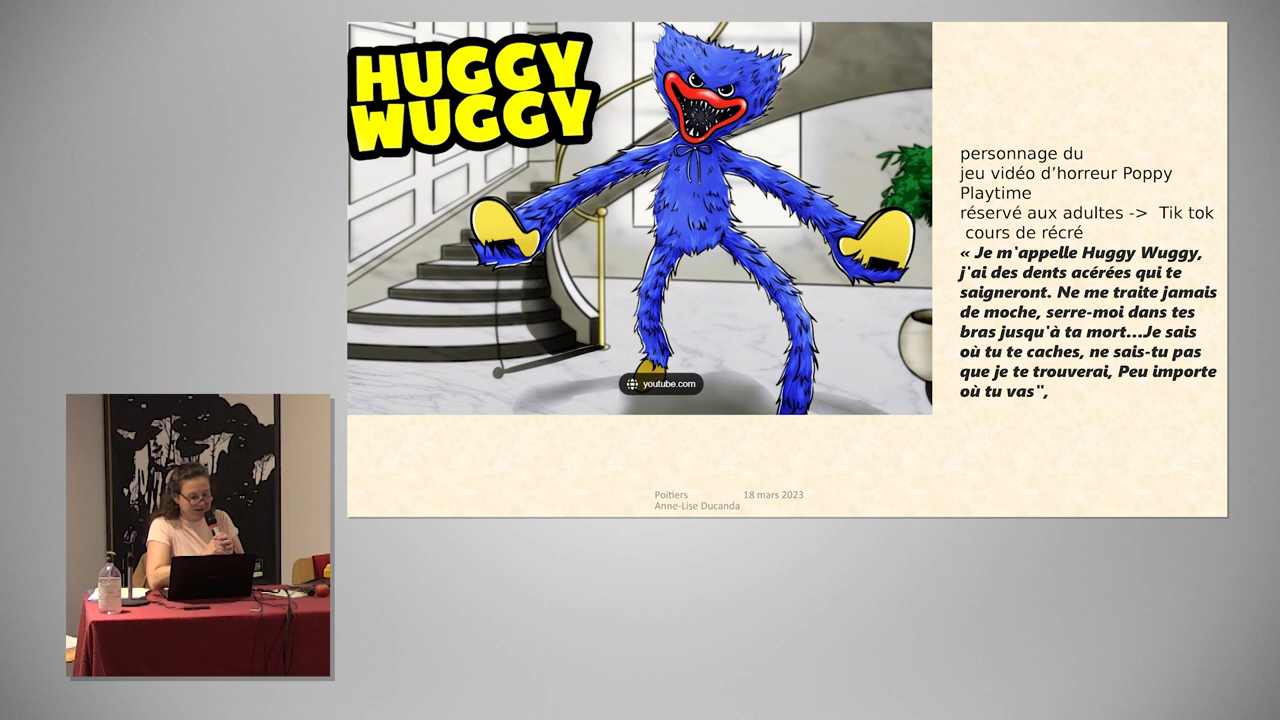 HUGGY
WUGGY
youtube.com
personnage du
jeu vidéo d’horreur Poppy
Playtime
réservé aux adultes -> Tik tok
cours de récré
« Je m'appelle Huggy Wuggy,
j'ai des dents acérées qui te
saigneront. Ne me traite jamais
de moche, serre-moi dans tes
bras jusqu'à ta mort...Je sais
où tu te caches, ne sais-tu pas
que je te trouverai, Peu importe
où tu vas",
Poitiers 18 mars 2023
Anne-Lise Ducanda